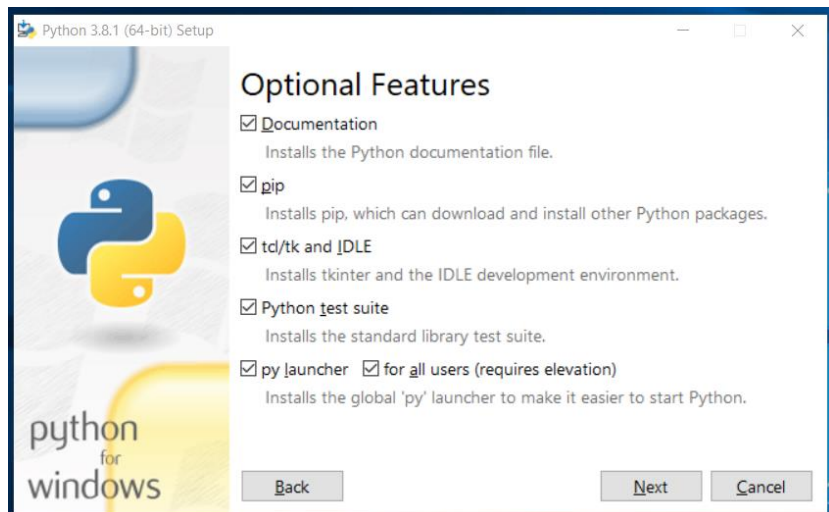 Python 3.8.1 (64-bit) Setup
Optional Features
Documentation
Installs the Python documentation file.
pip
Installs pip, which can download and install other Python packages.
tcl/tk and IDLE
Installs tkinter and the IDLE development environment.
Python test suite
Installs the standard library test suite.
py launcher for all users (requires elevation)
Installs the global 'py' launcher to make it easier to start Python.
python
for
windows
Back Next Cancel